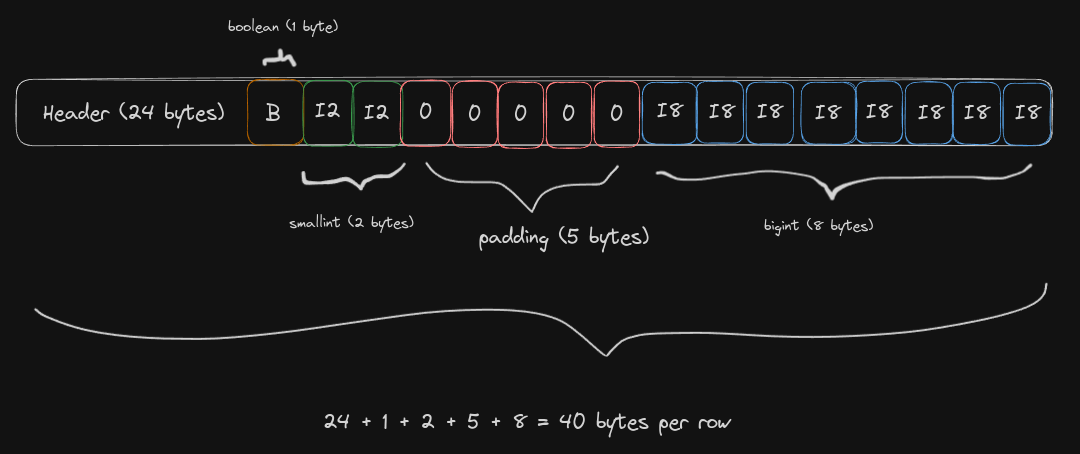 boolean (1 byte)
Header (24 bytes) B I2 I2 0 0 0 0 0 I8 I8 I8 I8 I8 I8 I8 I8
smallint (2 bytes)
padding (5 bytes)
bigint (8 bytes)
24 + 1 + 2 + 5 + 8 = 40 bytes per row